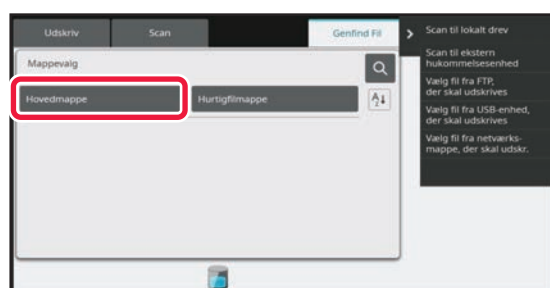 Udskriv
Scan
Genfind Fil
Mappevalg
Hovedmappe
Hurtigfilmappe
Scan til lokalt drev
Scan til ekstern
hukommelsesenhed
Vælg fil fra FTP,
der skal udskrives
Vælg fil fra USB-enhed,
der skal udskrives
Vælg fil fra netværks-
mappe, der skal udskr.